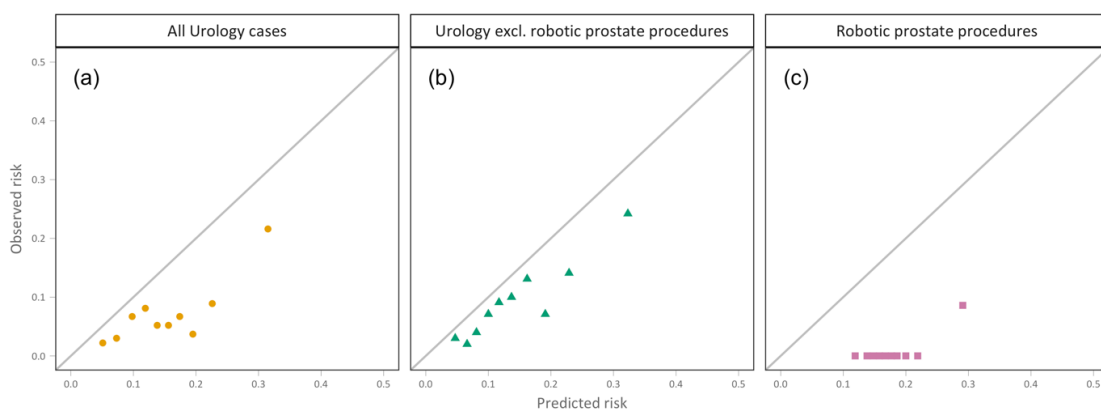 All Urology cases
Urology excl. robotic prostate procedures
Robotic prostate procedures
(a)
(b)
(c)
Observed risk
0.5
0.4
0.3
0.2
0.1
0.0
0.0 0.1 0.2 0.3 0.4 0.5
0.0 0.1 0.2 0.3 0.4 0.5
0.0 0.1 0.2 0.3 0.4 0.5
Predicted risk